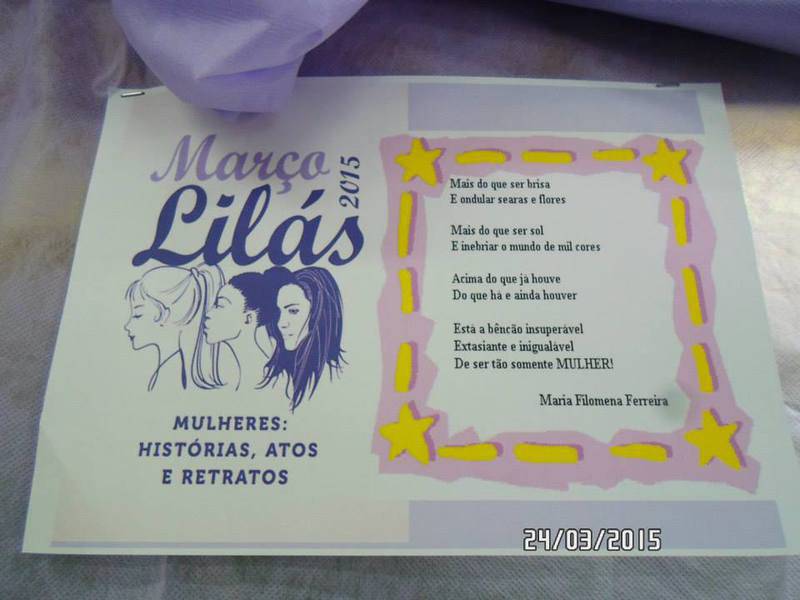 Março
2015
Lilás
MULHERES:
HISTÓRIAS, ATOS
E RETRATOS
Mais do que ser brisa
E ondular searas e flores
Mais do que ser sol
E inebriar o mundo de mil cores
Acima do que já houve
Do que há e ainda houver
Está a bêncão insuperável
Extasiante e inigualável
De ser tão somente MULHER!
Maria Filomena Ferreira
24/03/2015